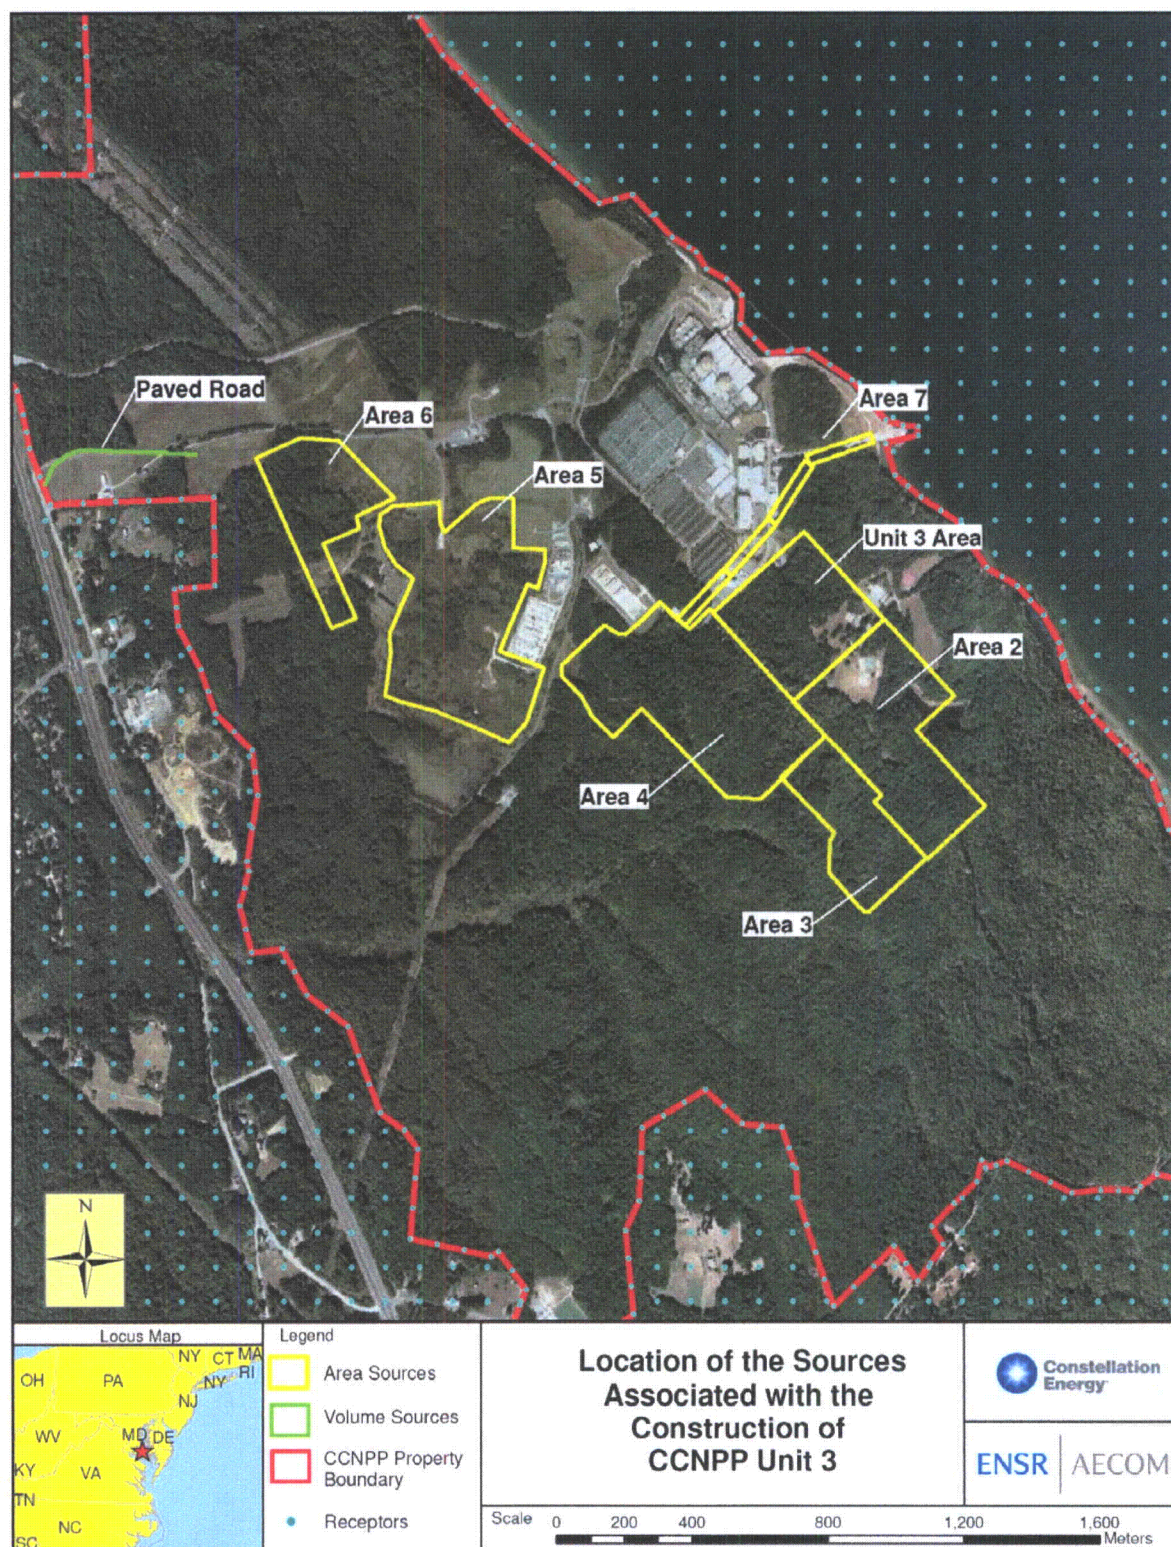 Paved Road
Area 6
Area 7
Area 5
Unit 3 Area
Area 2
Area 4
Area 3
N
Locus Map
NY
CT
MA
RI
OH
PA
NY
NJ
MD
DE
WV
KY
VA
TN
NC
SC
Legend
Area Sources
Volume Sources
CCNPP Property
Boundary
Receptors
Location of the Sources
Associated with the
Construction of
CCNPP Unit 3
Constellation
Energy
ENSR | AECOM
Scale 0 200 400 800 1,200 1,600
Meters